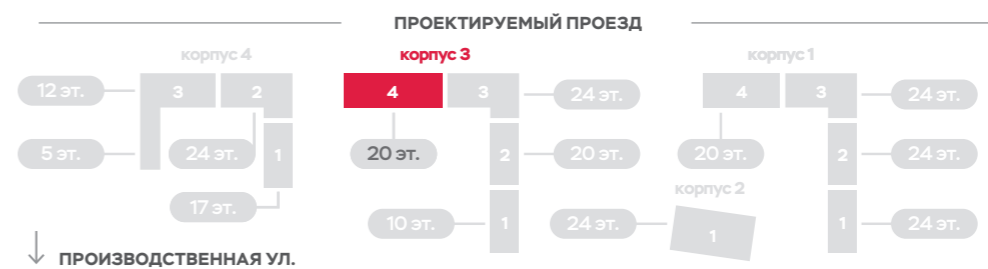 ПРОЕКТИРУЕМЫЙ ПРОЕЗД
корпус 4
корпус 3
корпус 1
12 эт.
3
2
4
3
24 эт.
4
3
24 эт.
5 эт.
24 эт.
1
20 эт.
2
20 эт.
20 эт.
2
24 эт.
корпус 2
17 эт.
10 эт.
1
24 эт.
1
1
24 эт.
ПРОИЗВОДСТВЕННАЯ УЛ.